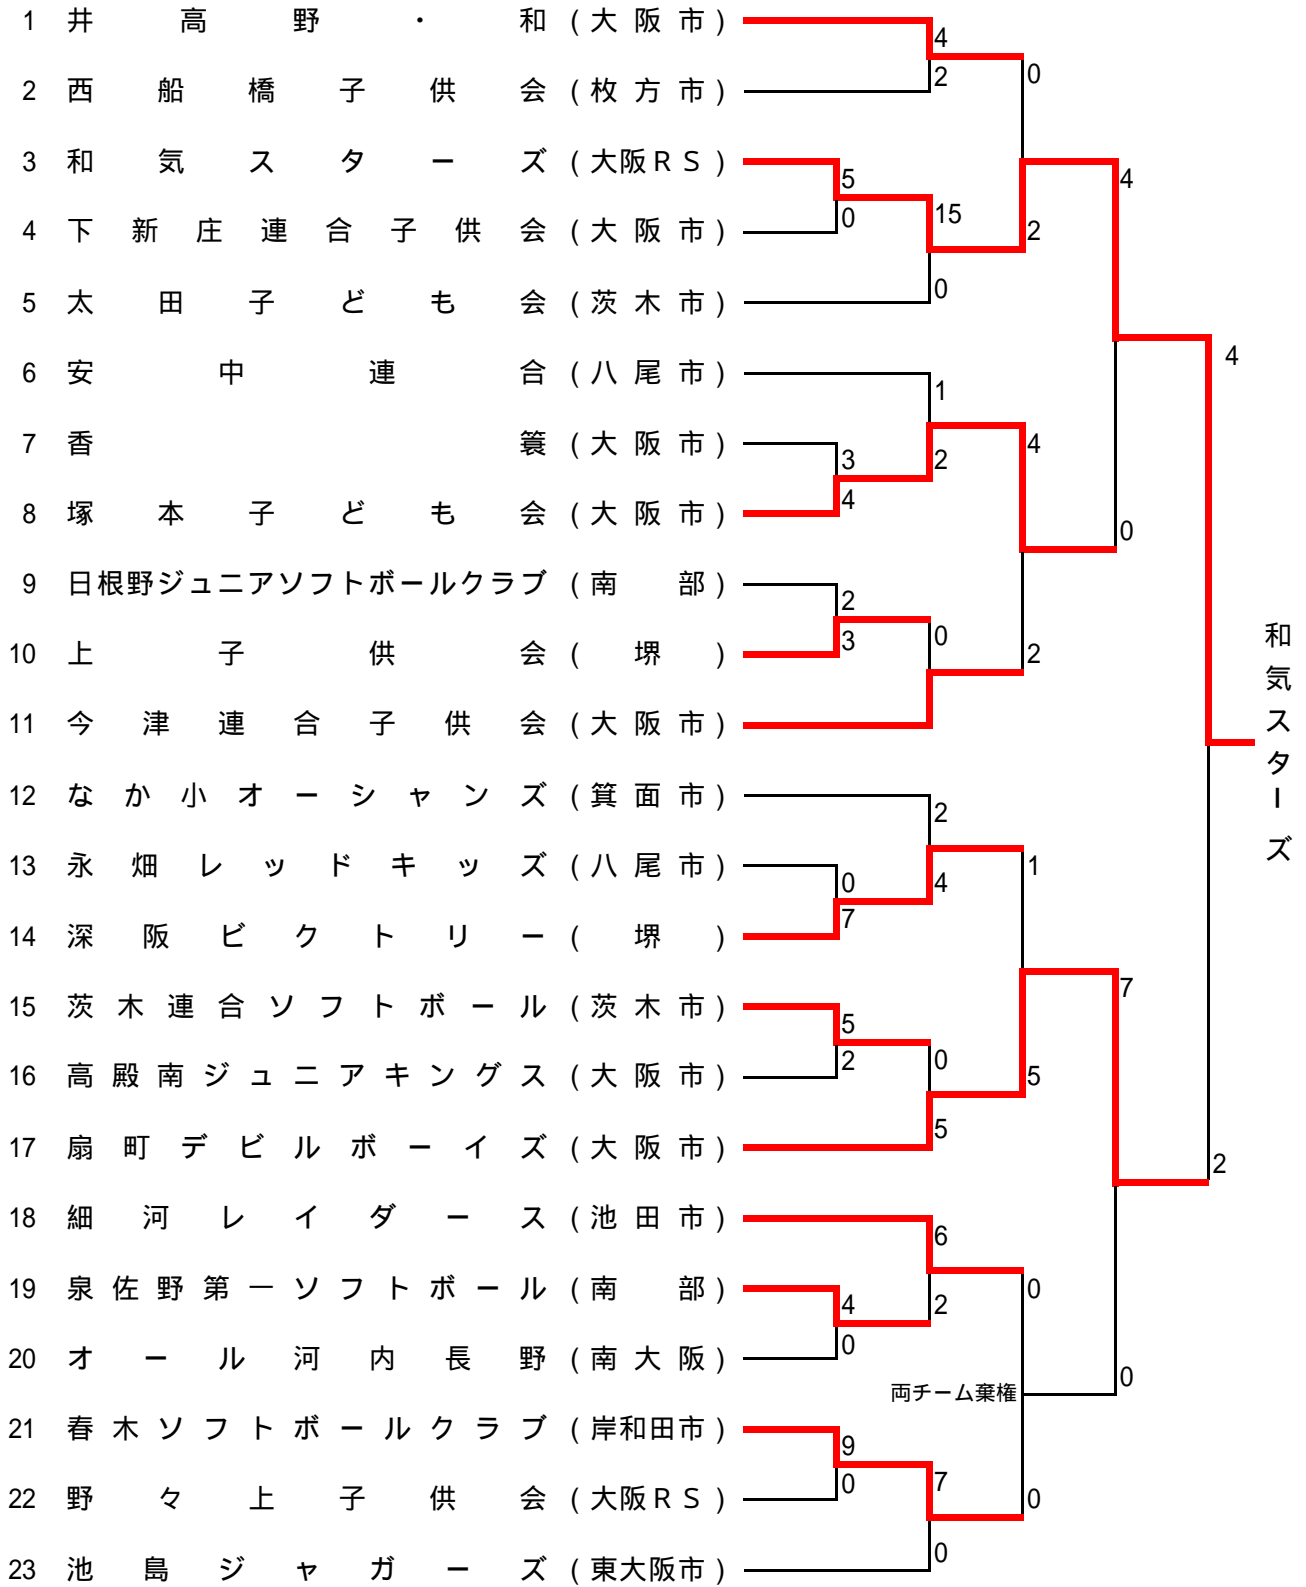 1 井高野・和 (大阪市)
4
2
0
2 西船橋子供会 (枚方市)
3 和気スターズ (大阪ＲＳ)
5
0
15
2
4
4 下新庄連合子供会 (大阪市)
0
5 太田子ども会 (茨木市)
4
6 安中連合 (八尾市)
1
7 香簑 (大阪市)
3
2
4
8 塚本子ども会 (大阪市)
4
0
9 日根野ジュニアソフトボールクラブ (南部)
2
3
0
2
10 上子供会 (堺)
和気スターズ
11 今津連合子供会 (大阪市)
12 なか小オーシャンズ (箕面市)
2
13 永畑レッドキッズ (八尾市)
0
4
1
14 深阪ビクトリー (堺)
7
15 茨木連合ソフトボール (茨木市)
5
7
16 高殿南ジュニアキングス (大阪市)
2
0
5
17 扇町デビルボーイズ (大阪市)
5
2
18 細河レイダース (池田市)
6
19 泉佐野第一ソフトボール (南部)
4
2
0
20 オール河内長野 (南大阪)
0
両チーム棄権
0
21 春木ソフトボールクラブ (岸和田市)
9
22 野々上子供会 (大阪ＲＳ)
0
7
0
23 池島ジャガーズ (東大阪市)
0